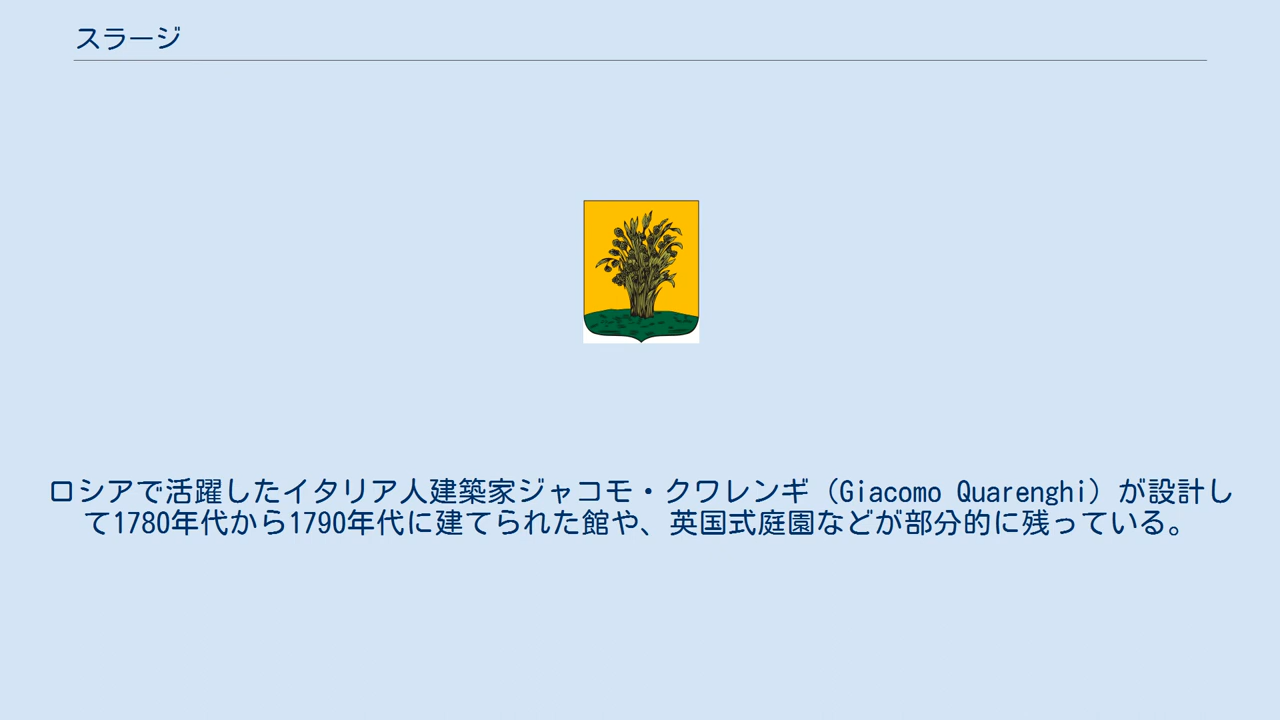 スラージ
ロシアで活躍したイタリア人建築家ジャコモ・クワレンギ（Giacomo Quarenghi）が設計し
て1780年代から1790年代に建てられた館や、英国式庭園などが部分的に残っている。